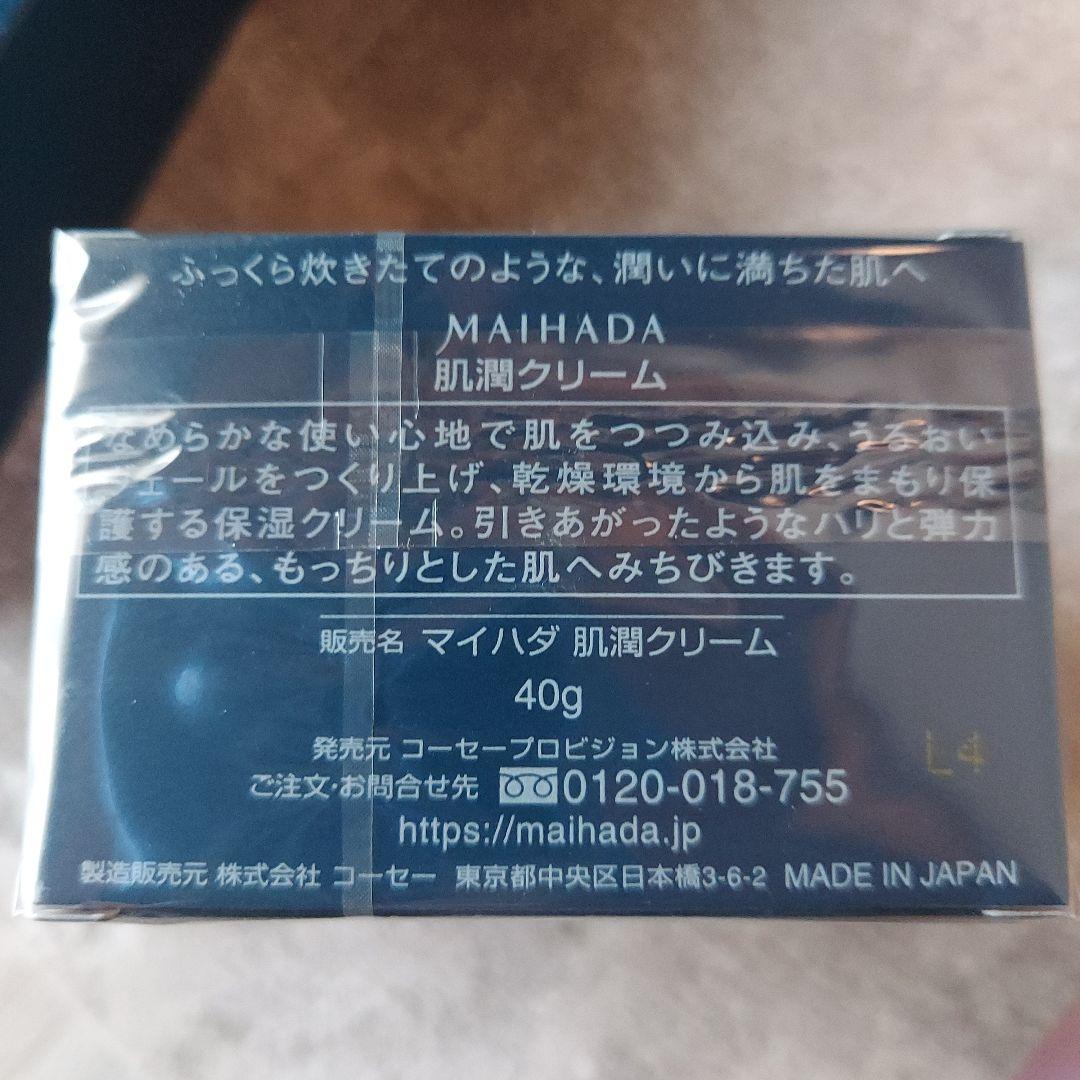 ふっくら炊きたてのような、潤いに満ちた肌へ
MAIHADA
肌潤クリーム
なめらかな使い心地で肌をつつみ込み、うるおい
ヴェールをつくり上げ、乾燥環境から肌をまもり保
護する保湿クリーム。引きあがったようなハリと弾力
感のある、もっちりとした肌へみちびきます。
販売名 マイハダ 肌潤クリーム
40g
発売元 コーセープロビジョン株式会社
ご注文・お問合せ先 0120-018-755
https://maihada.jp
L4
製造販売元 株式会社 コーセー 東京都中央区日本橋3-6-2 MADE IN JAPAN